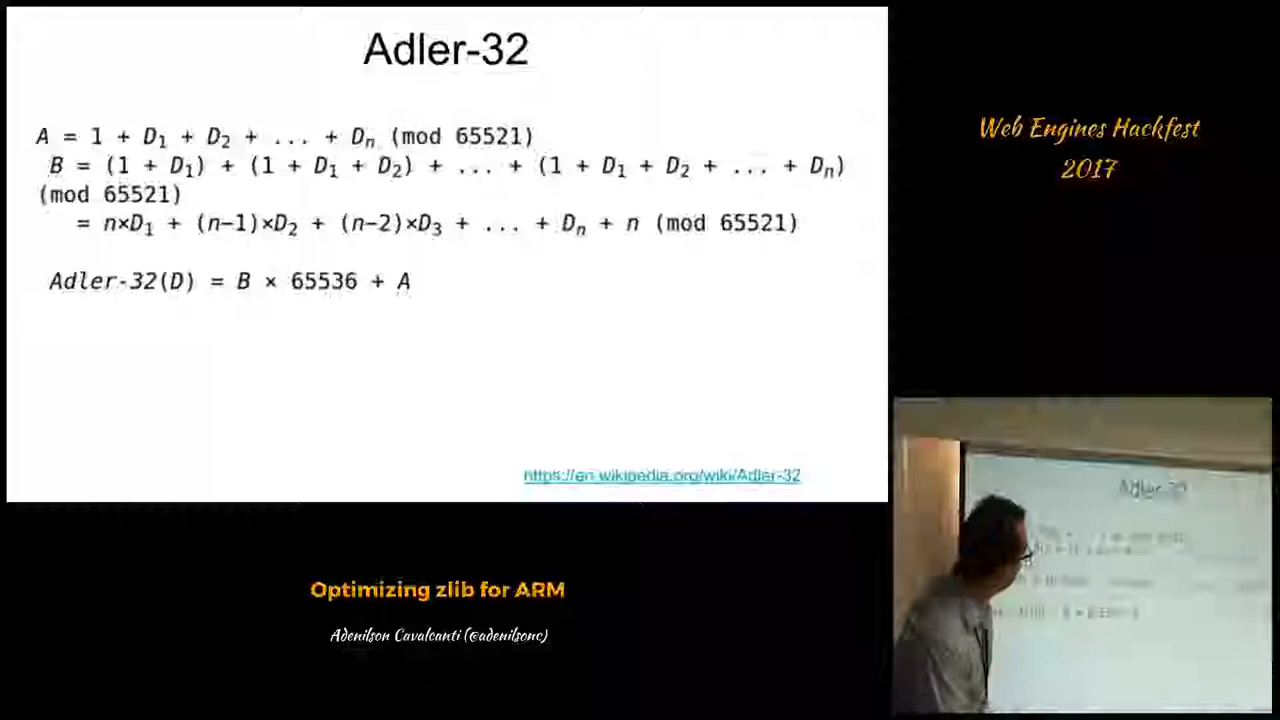 Adler-32
A = 1 + D₁ + D₂ + ... + Dₙ (mod 65521)
B = (1 + D₁) + (1 + D₁ + D₂) + ... + (1 + D₁ + D₂ + ... + Dₙ)
(mod 65521)
= n×D₁ + (n−1)×D₂ + (n−2)×D₃ + ... + Dₙ + n (mod 65521)
Adler-32(D) = B × 65536 + A
https://en.wikipedia.org/wiki/Adler-32
Web Engines Hackfest
2017
Adler-32
Optimizing zlib for ARM
Adenilson Cavalcanti (@adenilsonc)